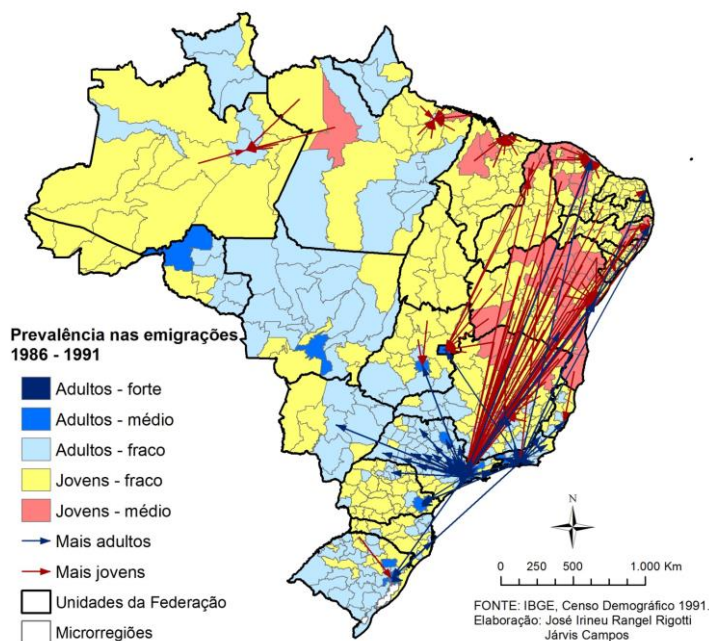 Prevalência nas emigrações
1986 - 1991
Adultos - forte
Adultos - médio
Adultos - fraco
Jovens - fraco
Jovens - médio
Mais adultos
Mais jovens
Unidades da Federação
Microrregiões
N
0 250 500 1.000 Km
FONTE: IBGE, Censo Demográfico 1991.
Elaboração: José Irineu Rangel Rigotti
Járvis Campos